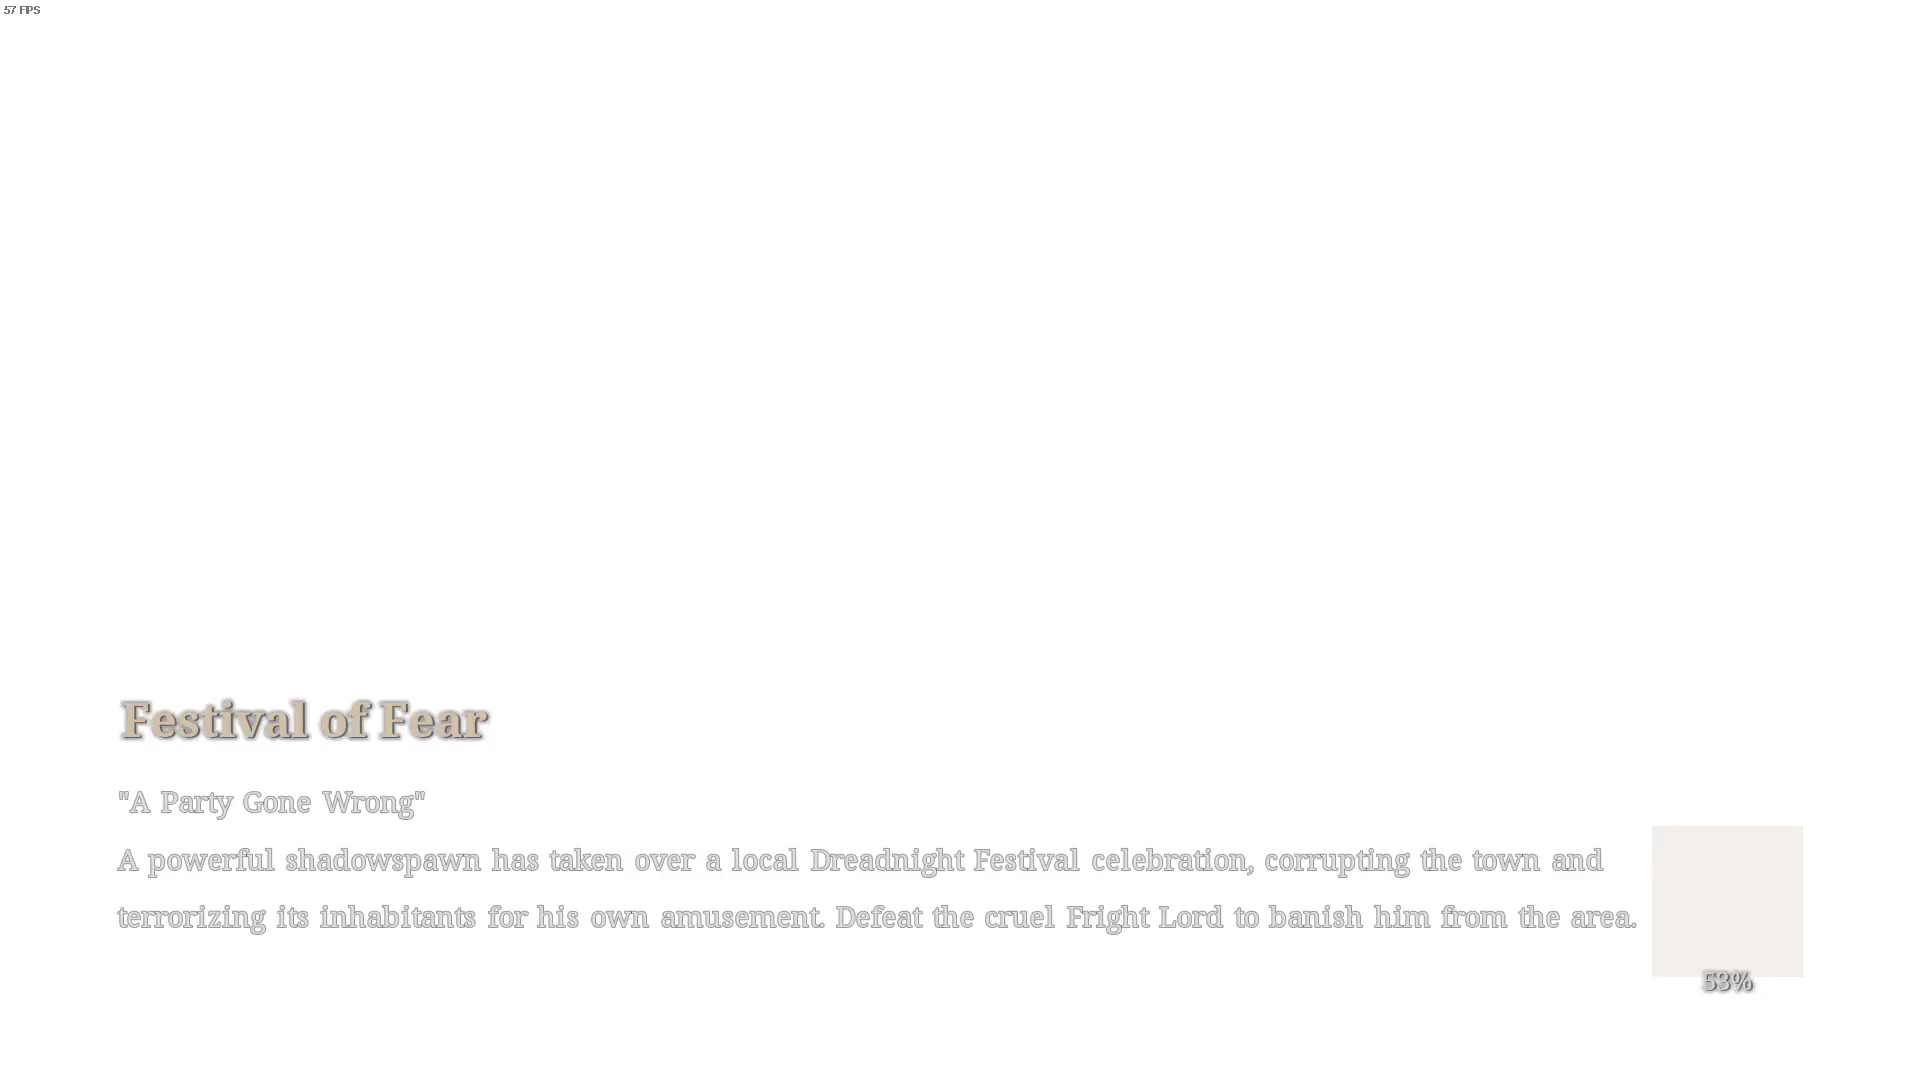 57 FPS
Festival of Fear
"A Party Gone Wrong"
A powerful shadowspawn has taken over a local Dreadnight Festival celebration, corrupting the town and
terrorizing its inhabitants for his own amusement. Defeat the cruel Fright Lord to banish him from the area.
53%